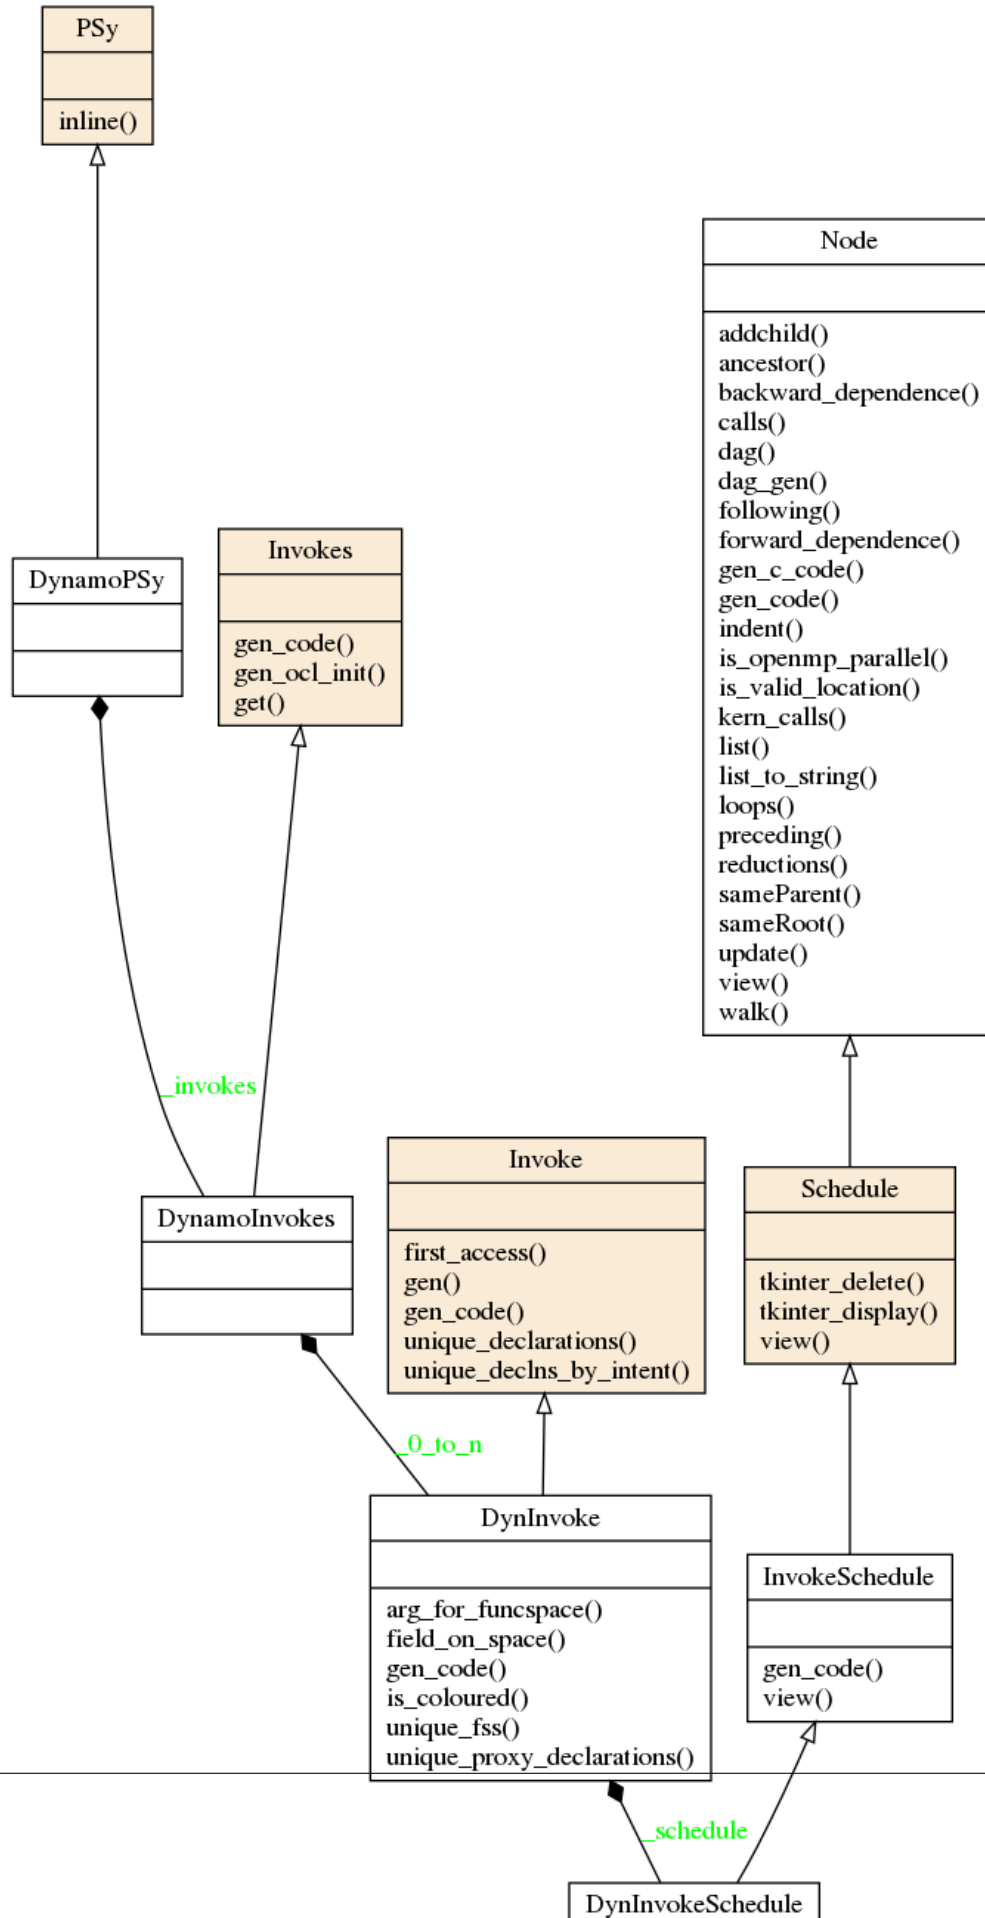 PSy
inline()
Node
addchild()
ancestor()
backward_dependence()
calls()
dag()
dag_gen()
following()
forward_dependence()
gen_c_code()
gen_code()
indent()
is_openmp_parallel()
is_valid_location()
kern_calls()
list()
list_to_string()
loops()
preceding()
reductions()
sameParent()
sameRoot()
update()
view()
walk()
DynamoPSy
Invokes
gen_code()
gen_ocl_init()
get()
_invokes
DynamoInvokes
Invoke
first_access()
gen()
gen_code()
unique_declarations()
unique_declns_by_intent()
Schedule
tkinter_delete()
tkinter_display()
view()
_0_to_n
DynInvoke
arg_for_funcspace()
field_on_space()
gen_code()
is_coloured()
unique_fss()
unique_proxy_declarations()
InvokeSchedule
gen_code()
view()
_schedule
DynInvokeSchedule